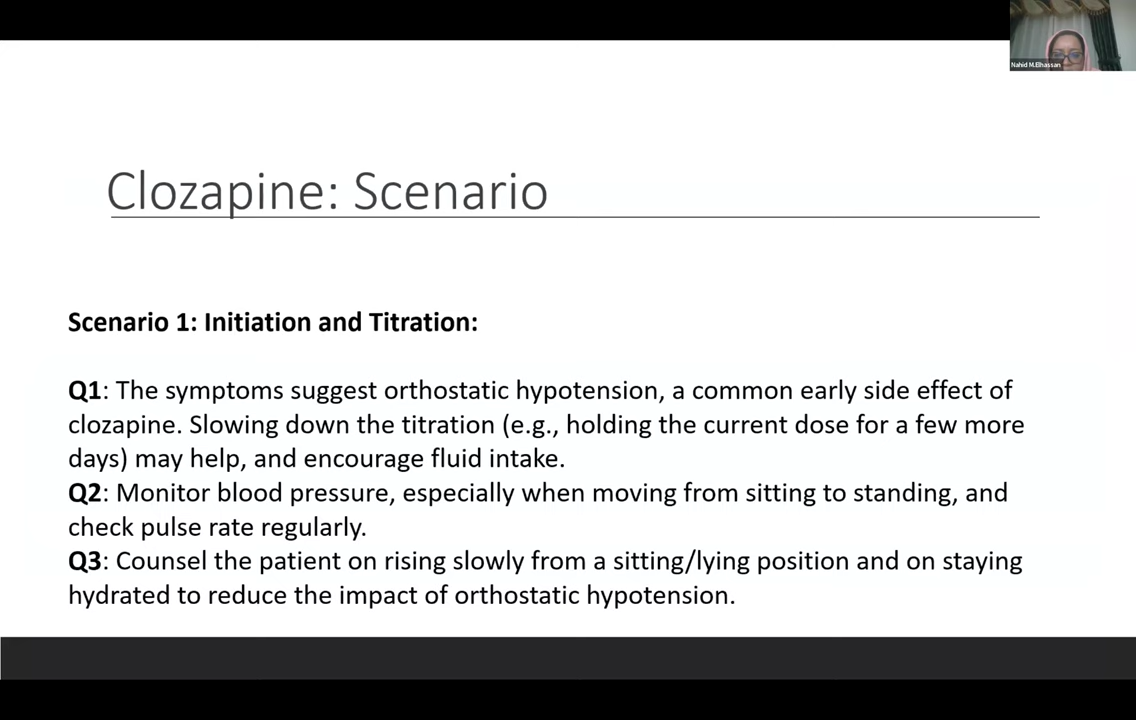 Nahid M.Elhassan
Clozapine: Scenario
Scenario 1: Initiation and Titration:
Q1: The symptoms suggest orthostatic hypotension, a common early side effect of
clozapine. Slowing down the titration (e.g., holding the current dose for a few more
days) may help, and encourage fluid intake.
Q2: Monitor blood pressure, especially when moving from sitting to standing, and
check pulse rate regularly.
Q3: Counsel the patient on rising slowly from a sitting/lying position and on staying
hydrated to reduce the impact of orthostatic hypotension.